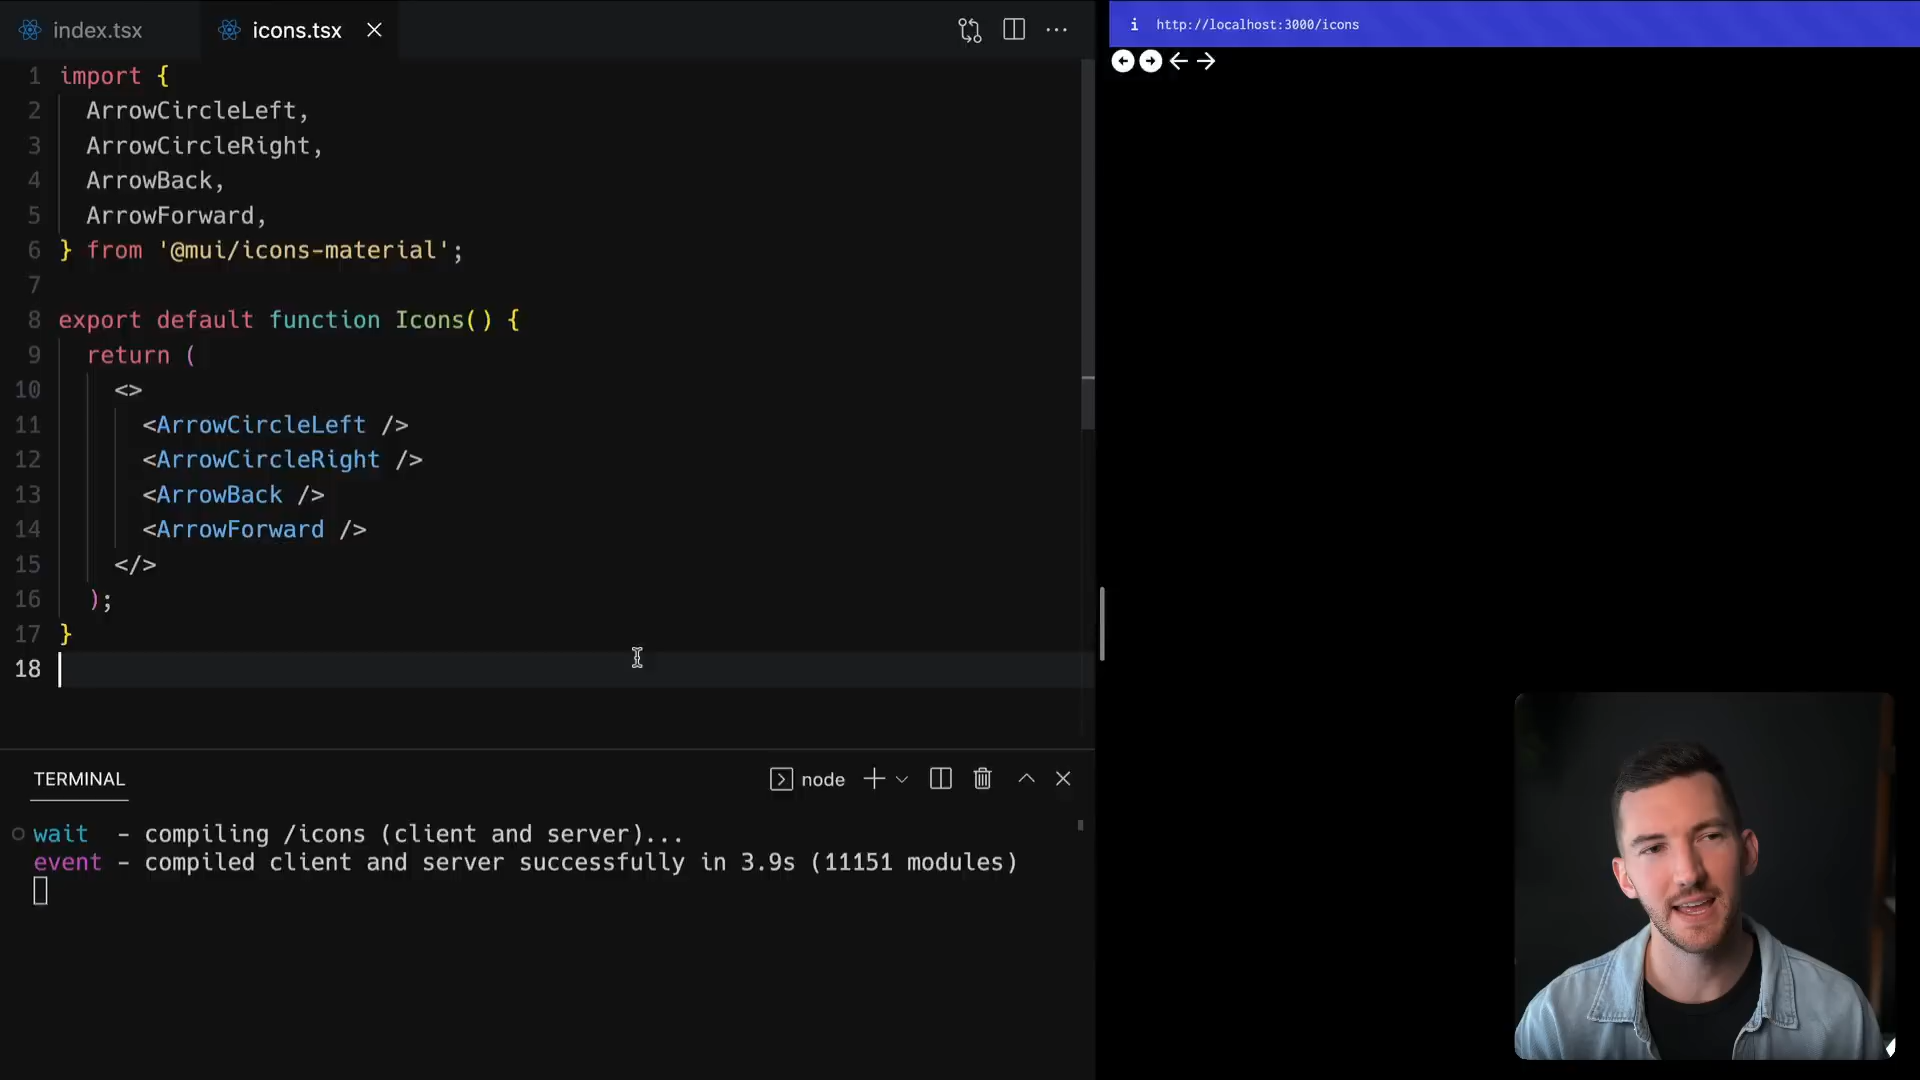 index.tsx
icons.tsx
http://localhost:3000/icons
1 import {
2 ArrowCircleLeft,
3 ArrowCircleRight,
4 ArrowBack,
5 ArrowForward,
6 } from '@mui/icons-material';
7
8 export default function Icons() {
9 return (
10 <>
11 <ArrowCircleLeft />
12 <ArrowCircleRight />
13 <ArrowBack />
14 <ArrowForward />
15 </>
16 );
17 }
18
TERMINAL
node
wait - compiling /icons (client and server)...
event - compiled client and server successfully in 3.9s (11151 modules)